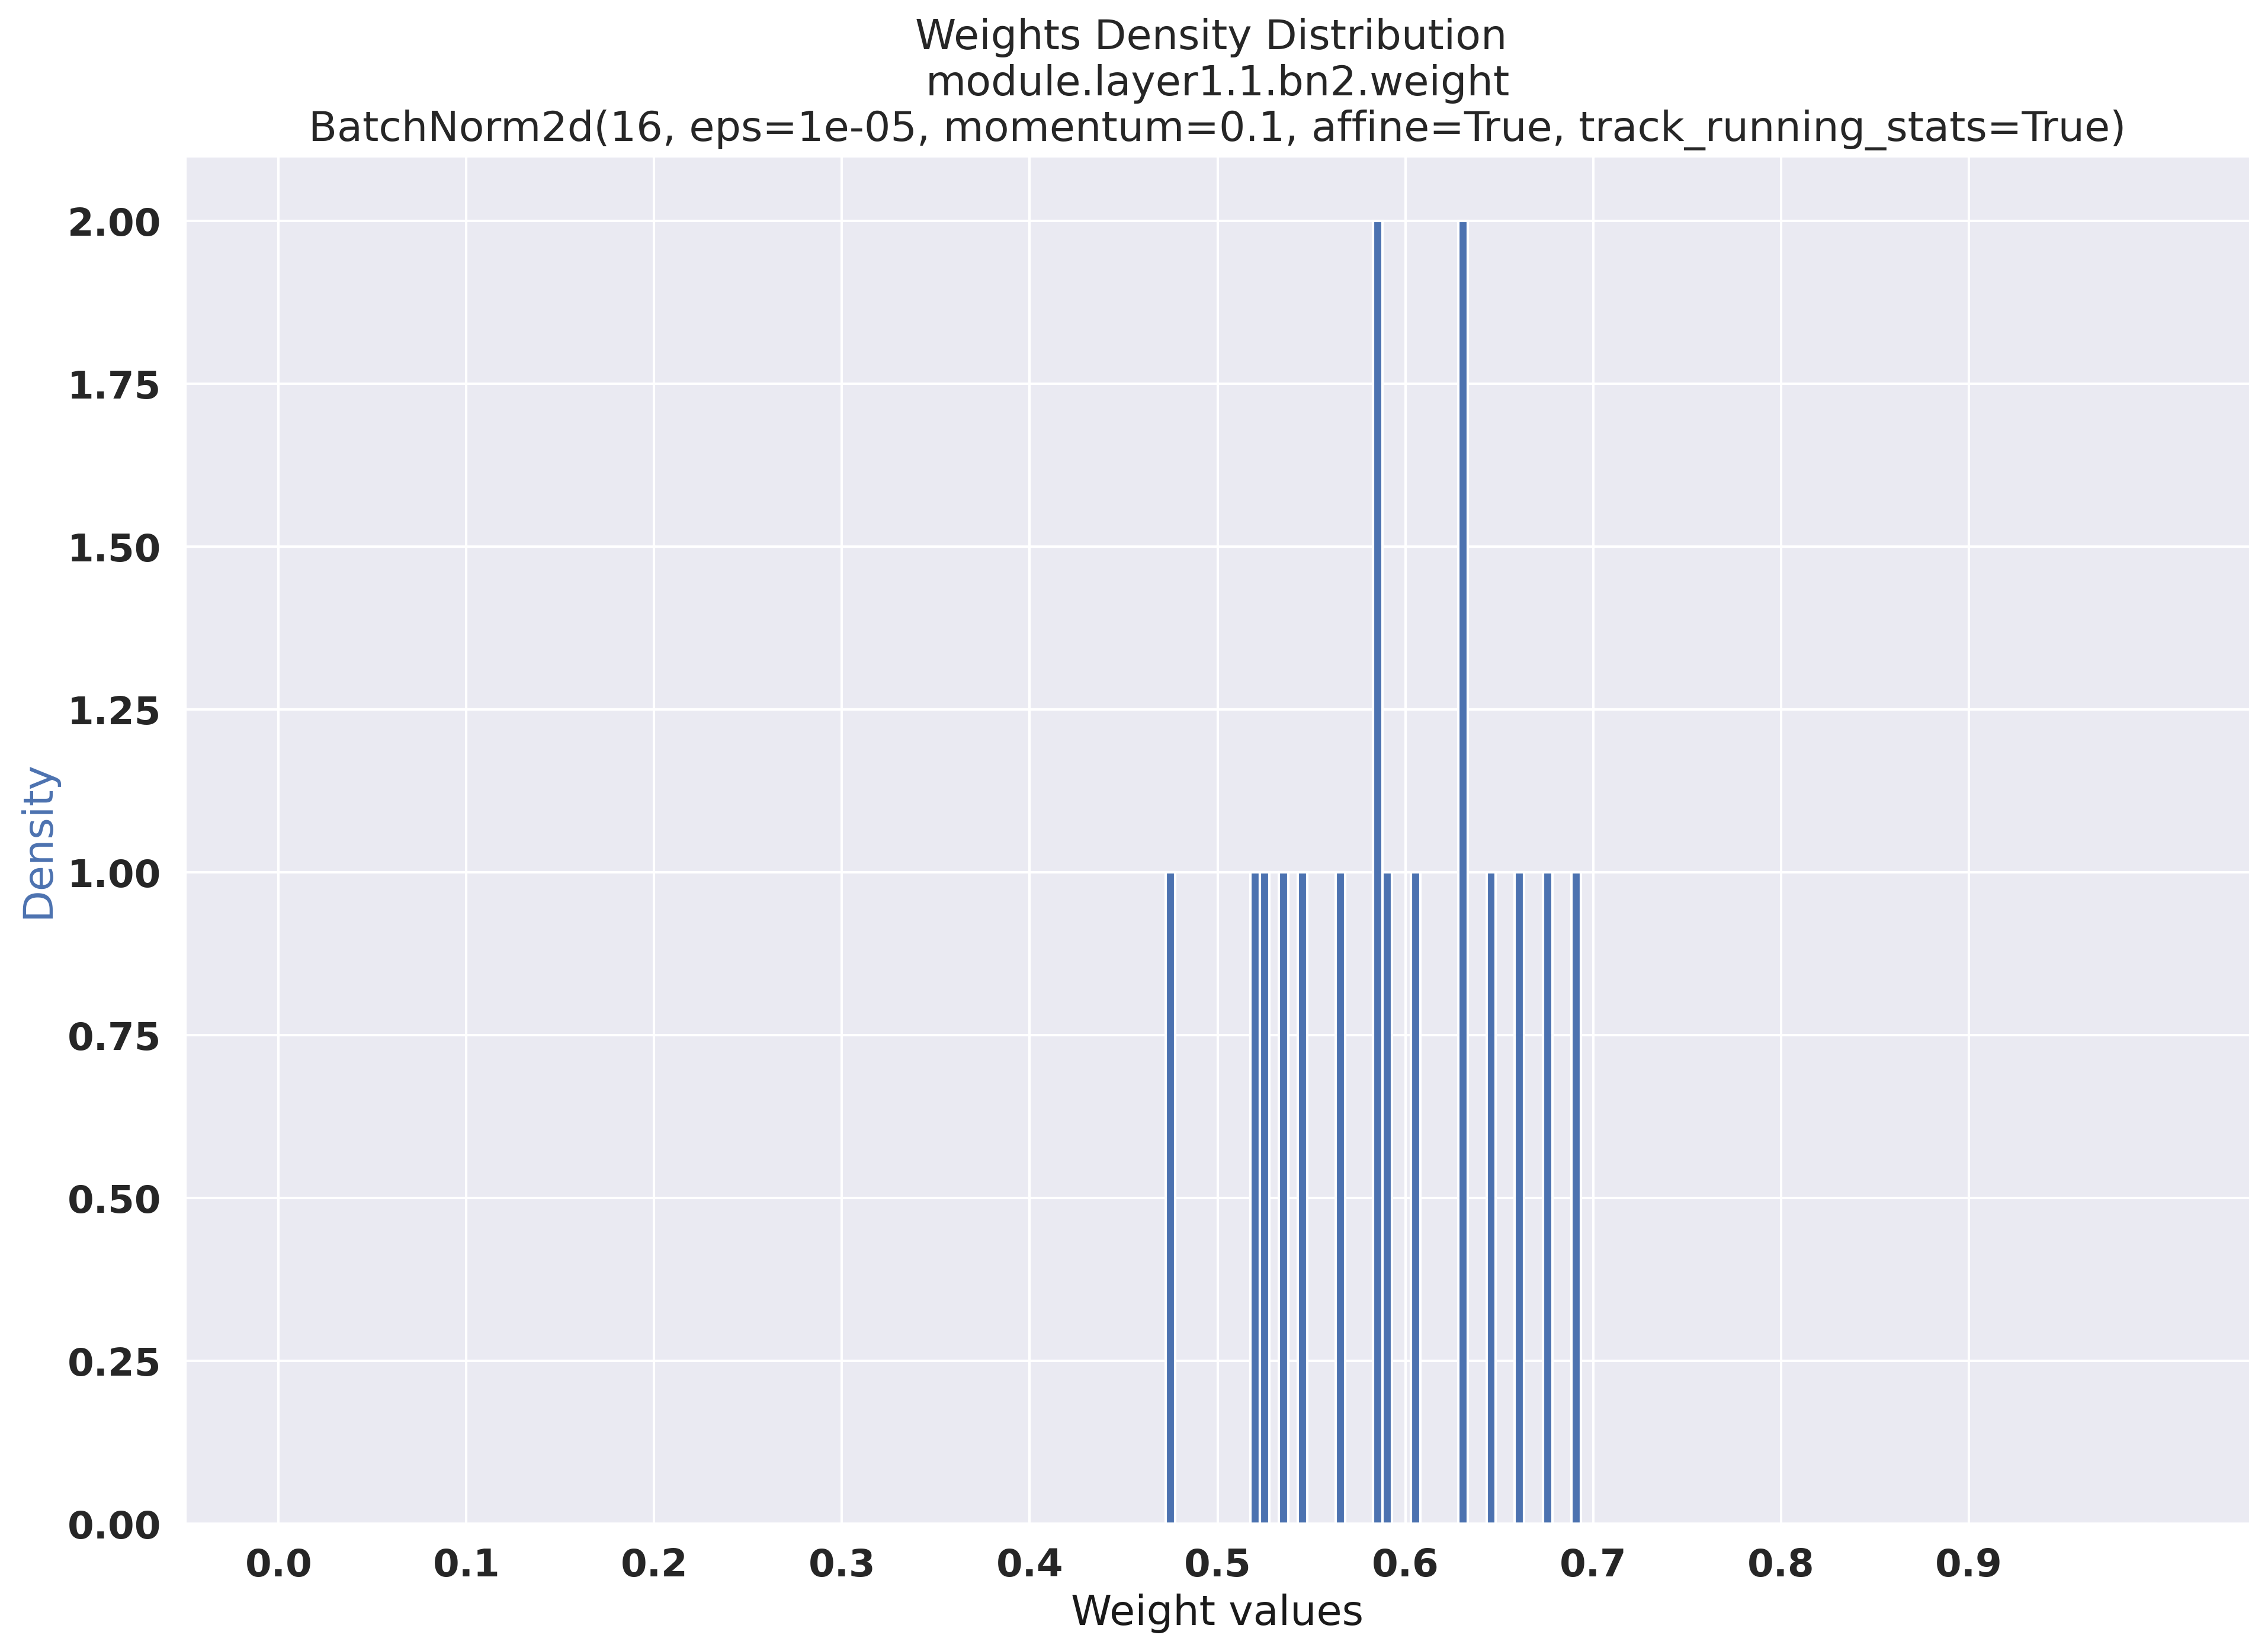 Weights Density Distribution
module.layer1.1.bn2.weight
BatchNorm2d(16, eps=1e-05, momentum=0.1, affine=True, track_running_stats=True)
2.00
1.75
1.50
1.25
1.00
0.75
0.50
0.25
0.00
Density
0.0 0.1 0.2 0.3 0.4 0.5 0.6 0.7 0.8 0.9
Weight values